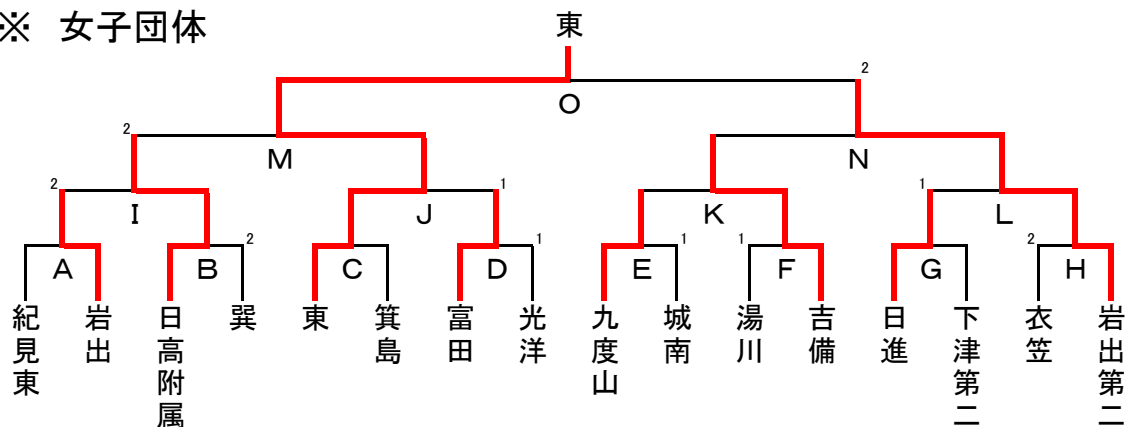 ※ 女子団体
東
2
O
2
M
N
2
1
1
I
J
K
L
2
1
1
1
2
A
B
C
D
E
F
G
H
紀見東
岩出
日高附属
巽
東
箕島
富田
光洋
九度山
城南
湯川
吉備
日進
下津第二
衣笠
岩出第二